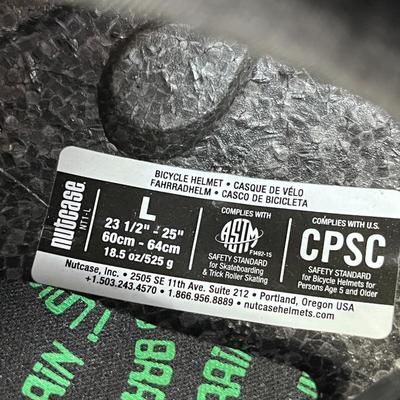 BICYCLE HELMET • CASQUE DE VÉLO
FAHRRADHELM • CASCO DE BICICLETA
nutcase
NT1-L
L
23 1/2" - 25"
60cm - 64cm
18.5 oz/525 g
COMPLIES WITH
ASTM
F1492-15
SAFETY STANDARD
for Skateboarding
& Trick Roller Skating
COMPLIES WITH U.S.
CPSC
SAFETY STANDARD
for Bicycle Helmets for
Persons Age 5 and Older
Nutcase, Inc. • 2505 SE 11th Ave. Suite 212 • Portland, Oregon USA
+1.503.243.4570 • 1.866.956.8889 • nutcasehelmets.com
BRA